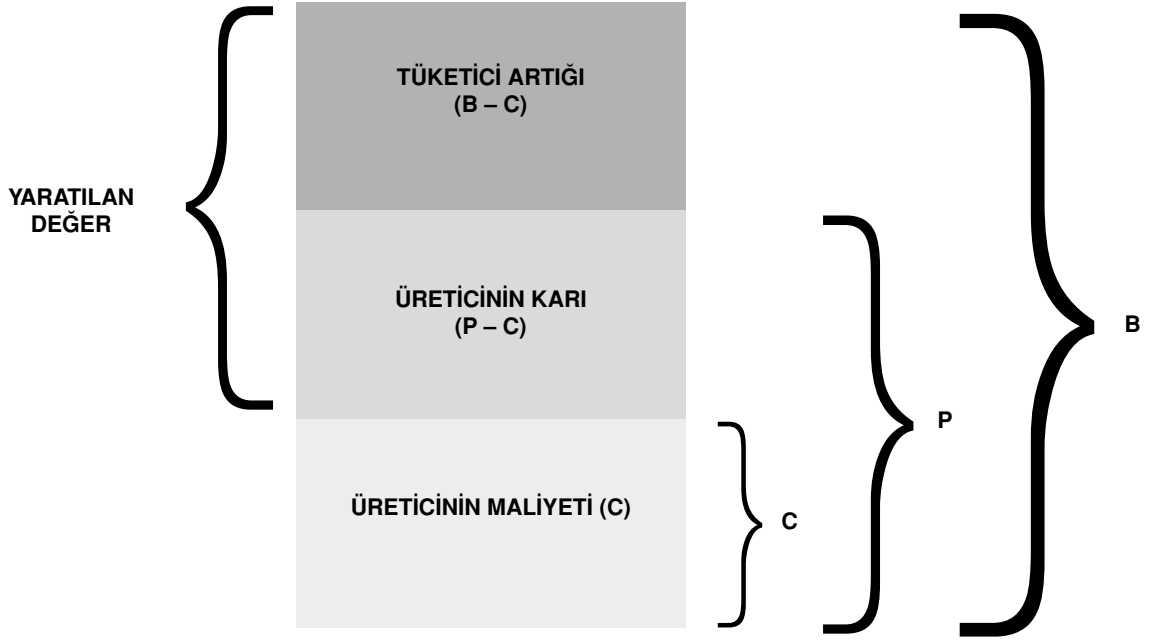 TÜKETİCİ ARTIĞI
(B – C)
YARATILAN
DEĞER
ÜRETİCİNİN KARI
(P – C)
B
P
ÜRETİCİNİN MALİYETİ (C)
C